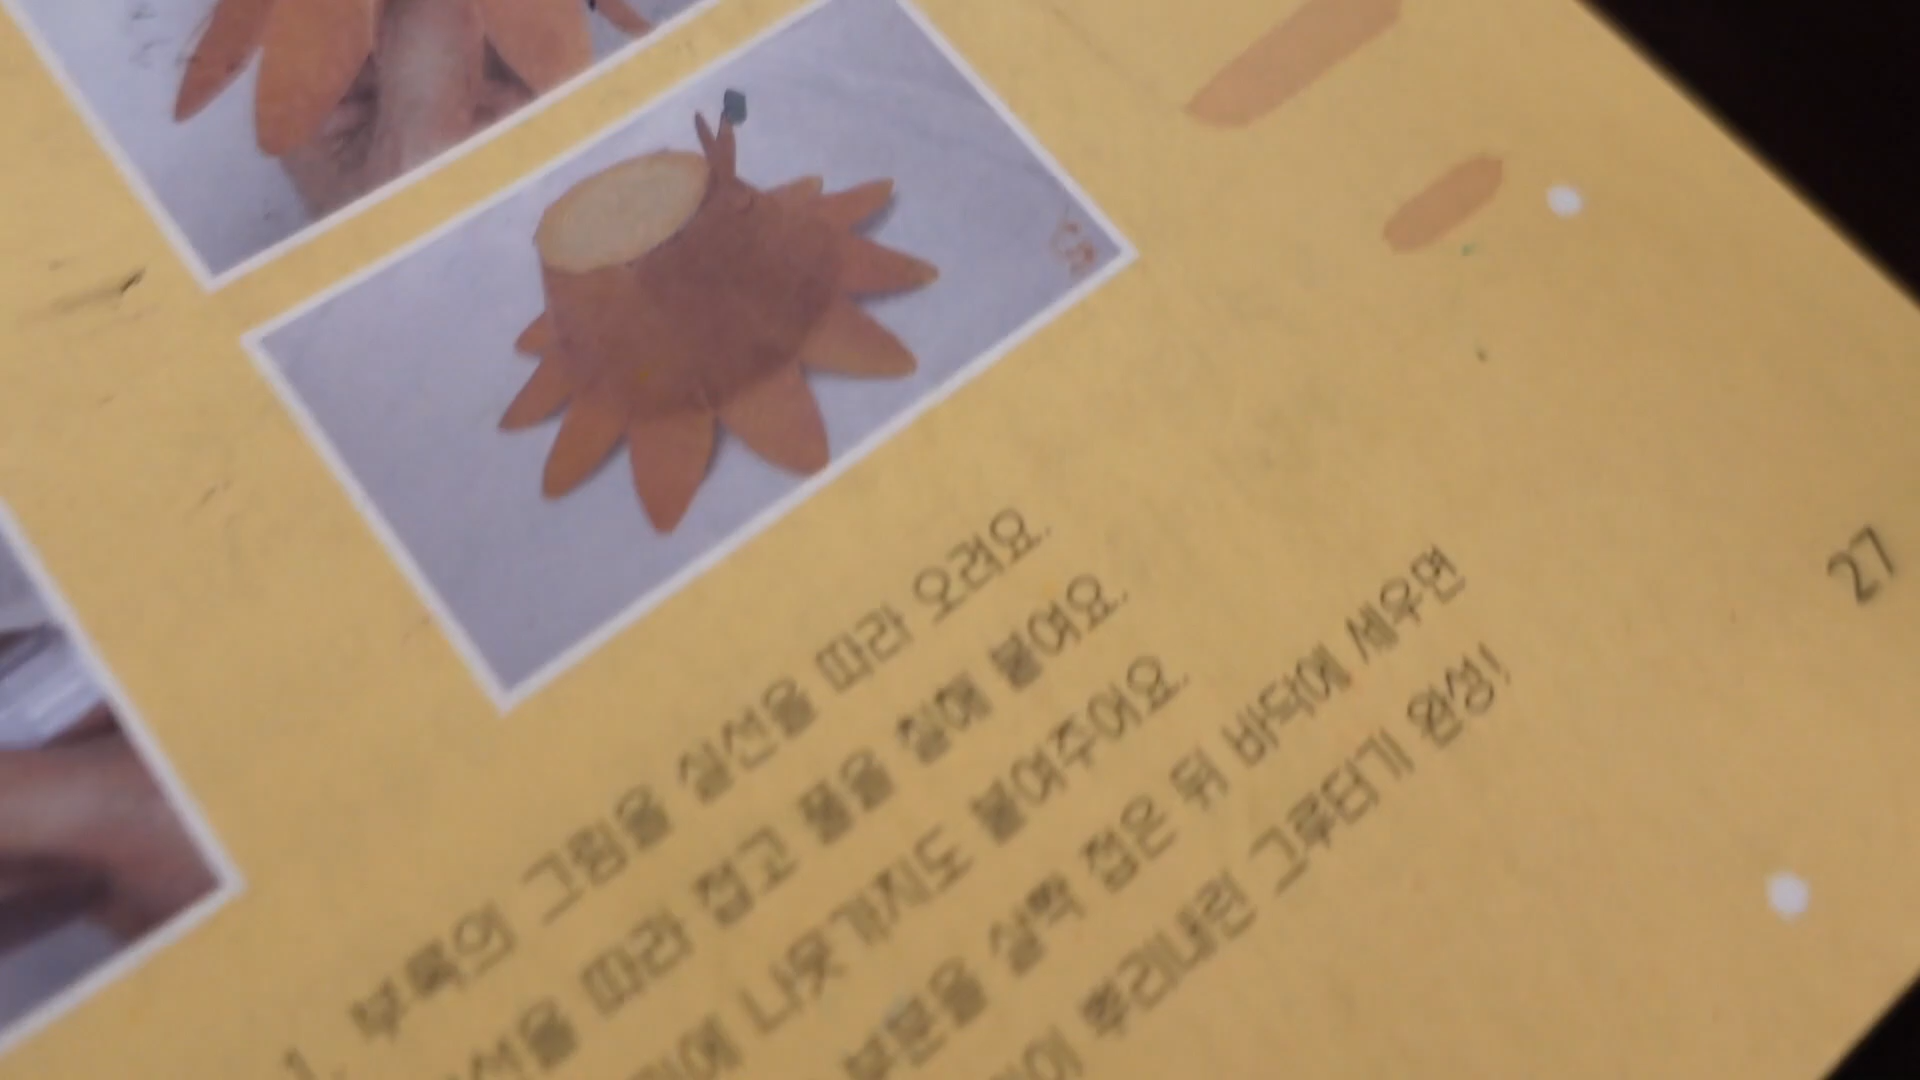 1. 부록의 그림을 실선을 따라 오려요.
따라 접고 풀을 칠해 붙여요.
나뭇가지도 붙여주어요.
부분을 살짝 접은 뒤 바닥에 세우면
뿌리내린 그루터기 완성!
27